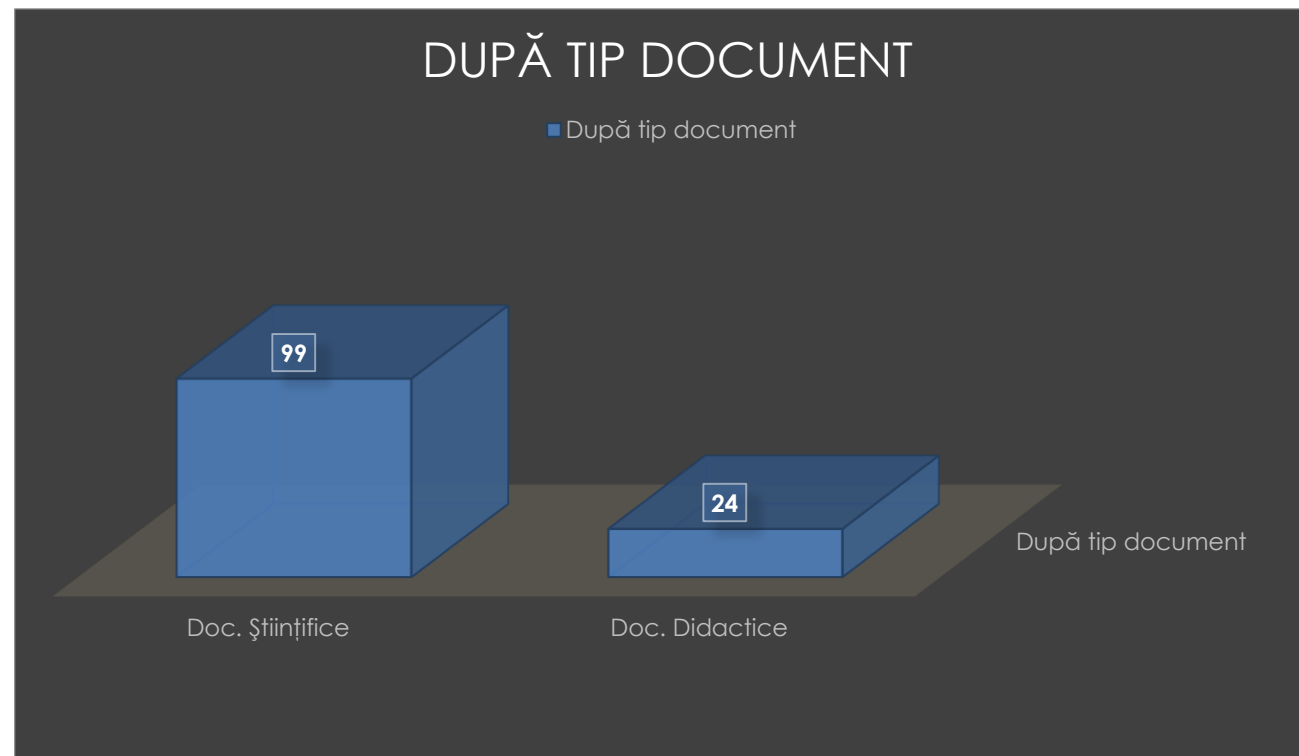 DUPĂ TIP DOCUMENT
După tip document
99
24
După tip document
Doc. Ştiinţifice
Doc. Didactice